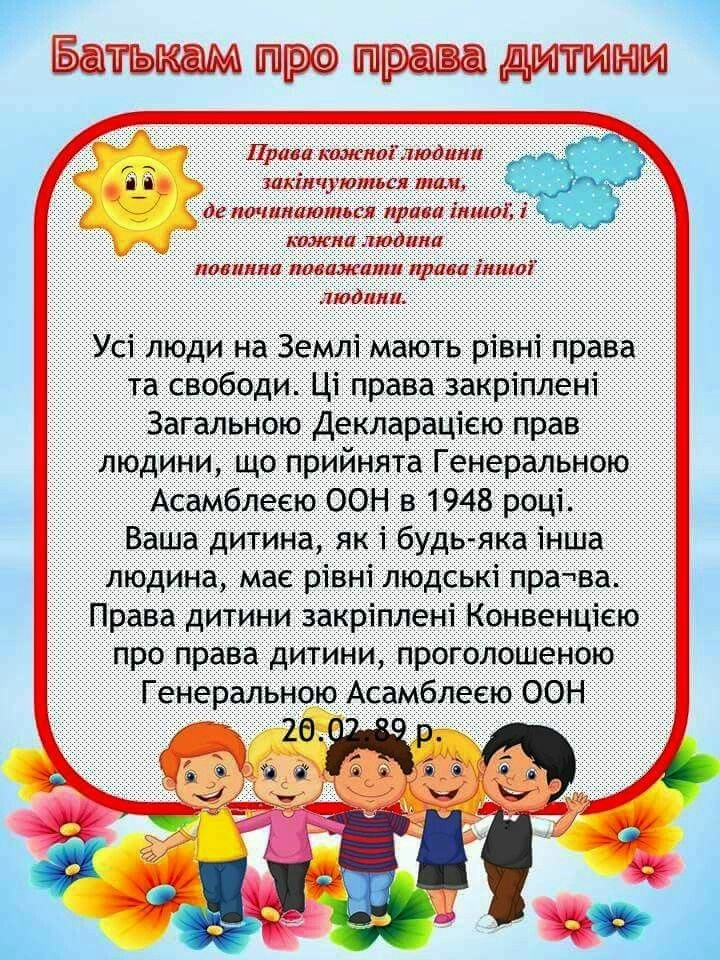 Батькам про права дитини
Права кожної людини
закінчуються там,
де починаються права іншої, і
кожна людина
повинна поважати права іншої
людини.
Усі люди на Землі мають рівні права
та свободи. Ці права закріплені
Загальною Декларацією прав
людини, що прийнята Генеральною
Асамблеєю ООН в 1948 році.
Ваша дитина, як і будь-яка інша
людина, має рівні людські пра¬ва.
Права дитини закріплені Конвенцією
про права дитини, проголошеною
Генеральною Асамблеєю ООН
20.02.89 р.